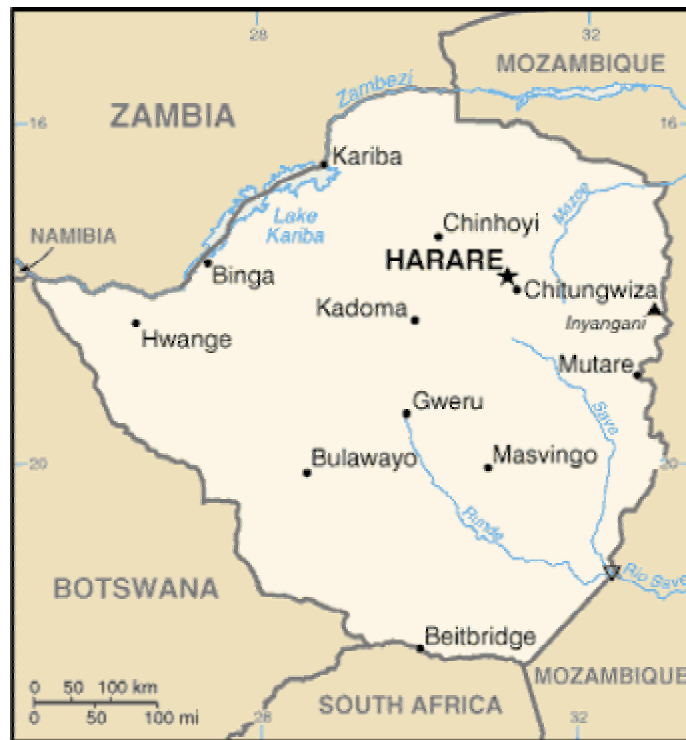 28
32
MOZAMBIQUE
Zambezi
ZAMBIA
16
16
Kariba
Mazoe
Lake
Kariba
Chinhoyi
NAMIBIA
HARARE
Binga
Chitungwiza
Kadoma
Inyangani
Hwange
Mutare
Gweru
Save
Bulawayo
Masvingo
20
20
Runde
Rio Save
BOTSWANA
Beitbridge
MOZAMBIQUE
0 50 100 km
0 50 100 mi
SOUTH AFRICA
28
32